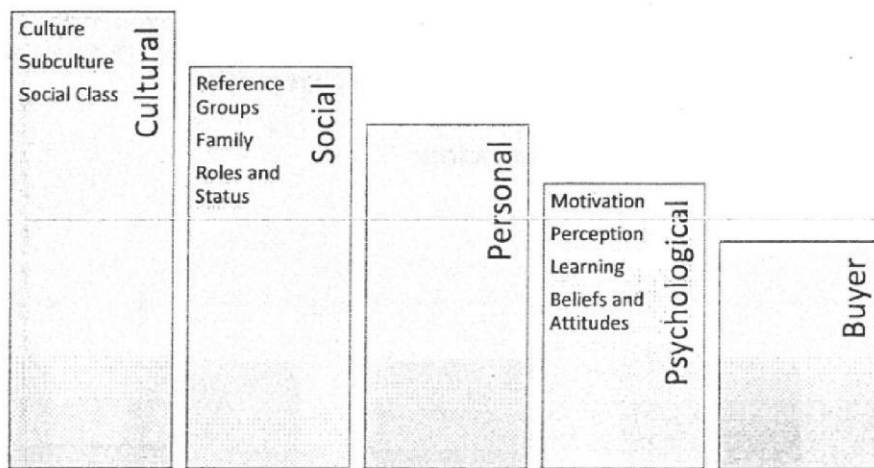 Culture
Subculture
Social Class
Cultural
Reference
Groups
Family
Roles and
Status
Social
Personal
Motivation
Perception
Learning
Beliefs and
Attitudes
Psychological
Buyer